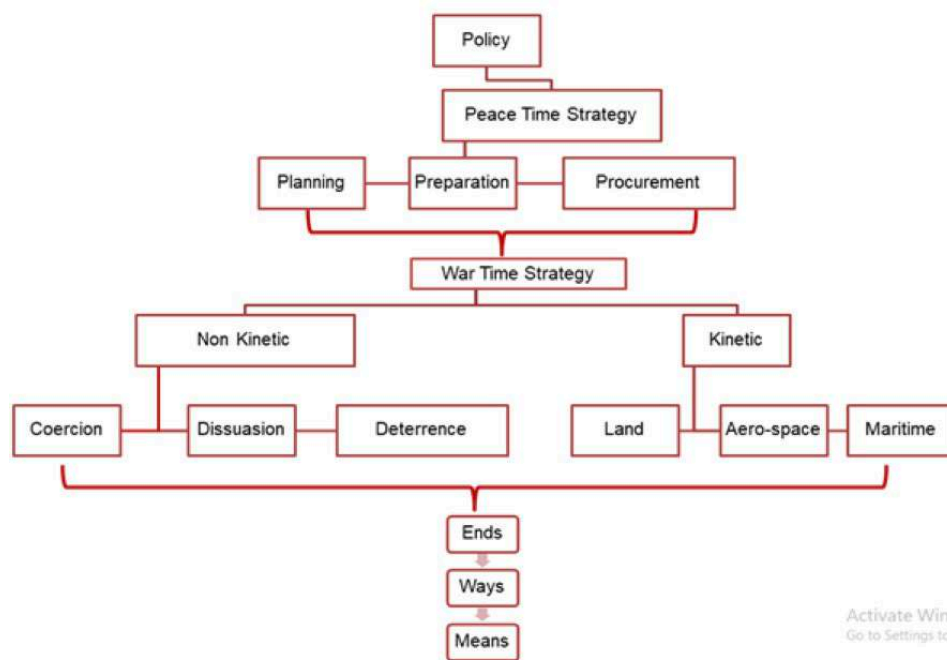 Policy
Peace Time Strategy
Planning
Preparation
Procurement
War Time Strategy
Non Kinetic
Kinetic
Coercion
Dissuasion
Deterrence
Land
Aero-space
Maritime
Ends
Ways
Means
Activate Win
Go to Settings to